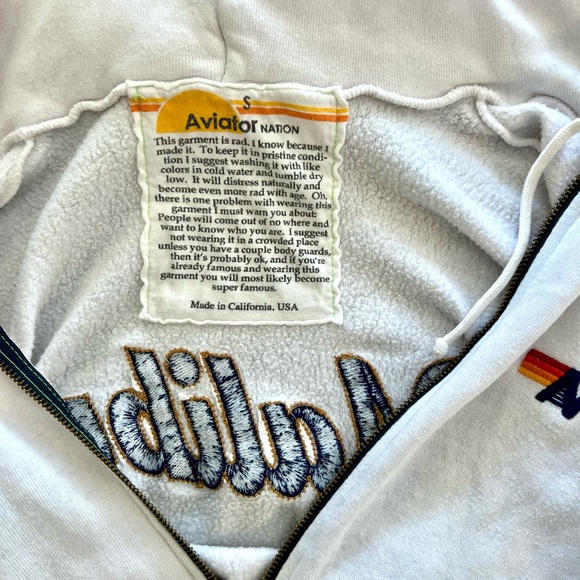 S
Aviator NATION
This garment is rad, I know because I
made it. To keep it in pristine condi-
tion I suggest washing it with like
colors in cold water and tumble dry
low. It will distress naturally and
become even more rad with age. Oh,
there is one problem with wearing this
garment I must warn you about:
People will come out of no where and
want to know who you are. I suggest
not wearing it in a crowded place
unless you have a couple body guards,
then it's probably ok, and if you're
already famous and wearing this
garment you will most likely become
super famous.
Made in California, USA